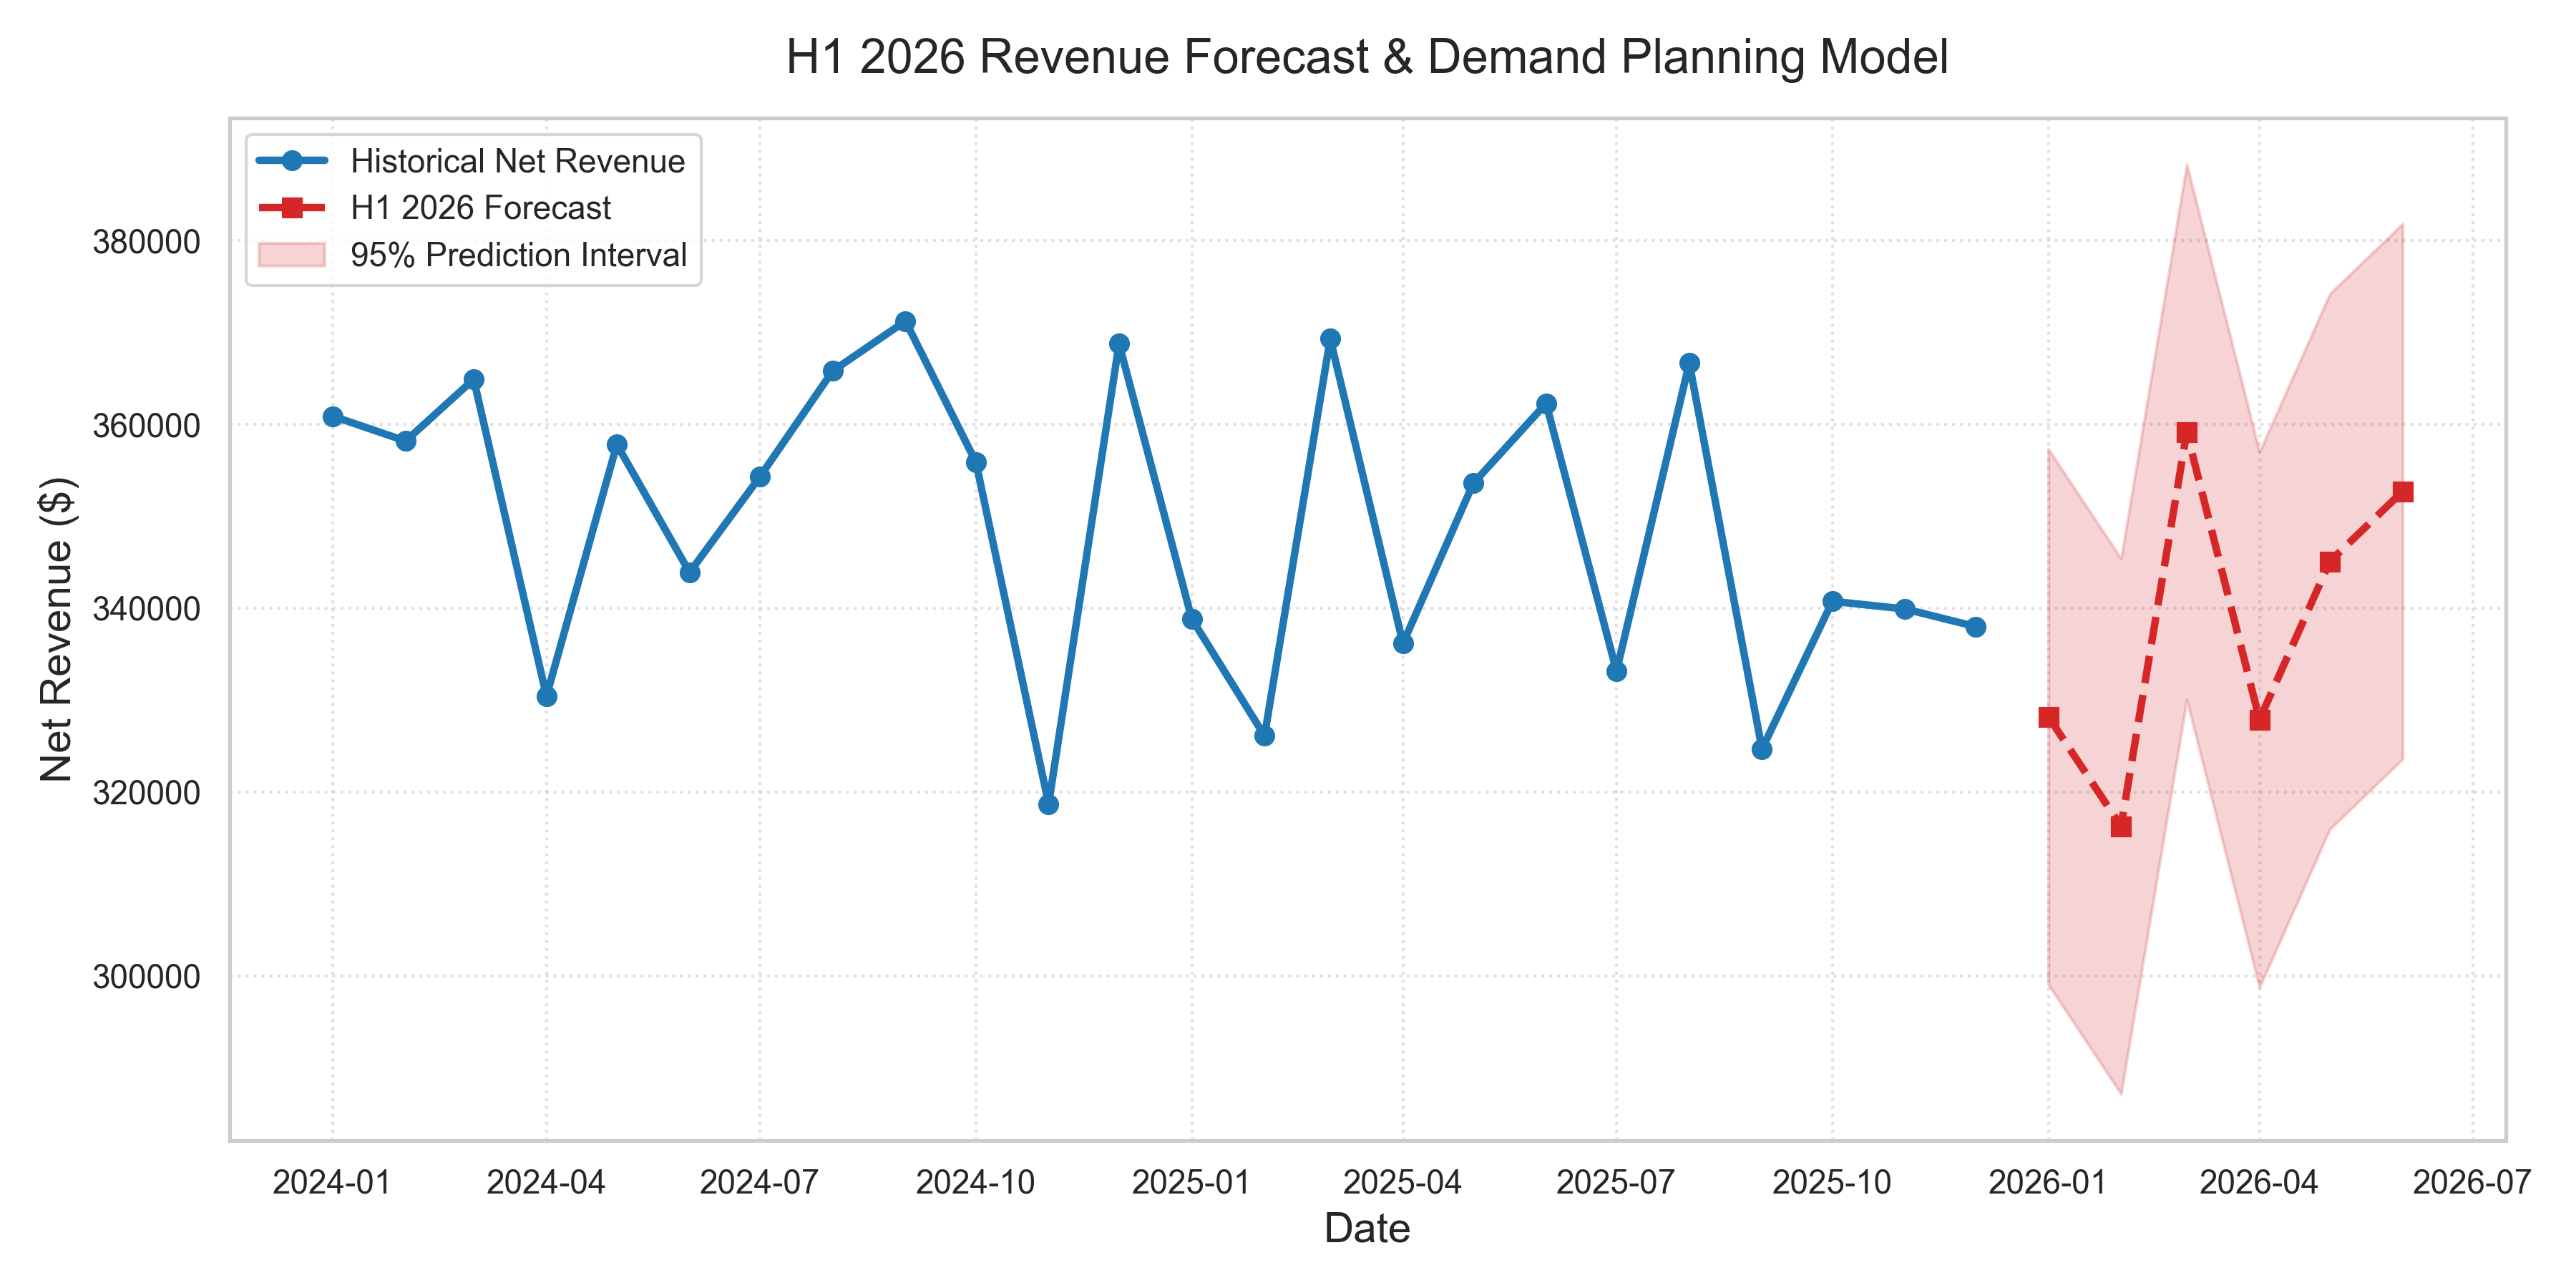 H1 2026 Revenue Forecast & Demand Planning Model
Historical Net Revenue
H1 2026 Forecast
95% Prediction Interval
Net Revenue ($)
380000
360000
340000
320000
300000
2024-01 2024-04 2024-07 2024-10 2025-01 2025-04 2025-07 2025-10 2026-01 2026-04 2026-07
Date